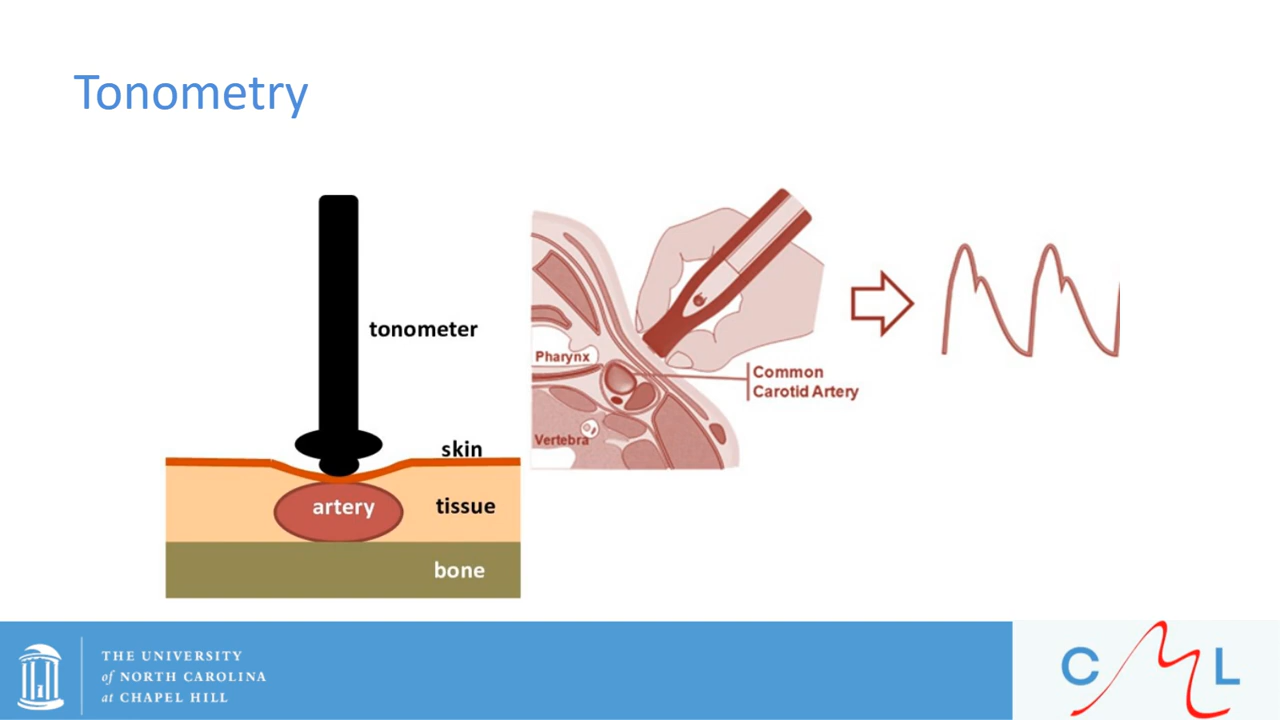 Tonometry
tonometer
skin
artery
tissue
bone
Pharynx
Vertebra
Common
Carotid Artery
THE UNIVERSITY
of NORTH CAROLINA
at CHAPEL HILL
C M L